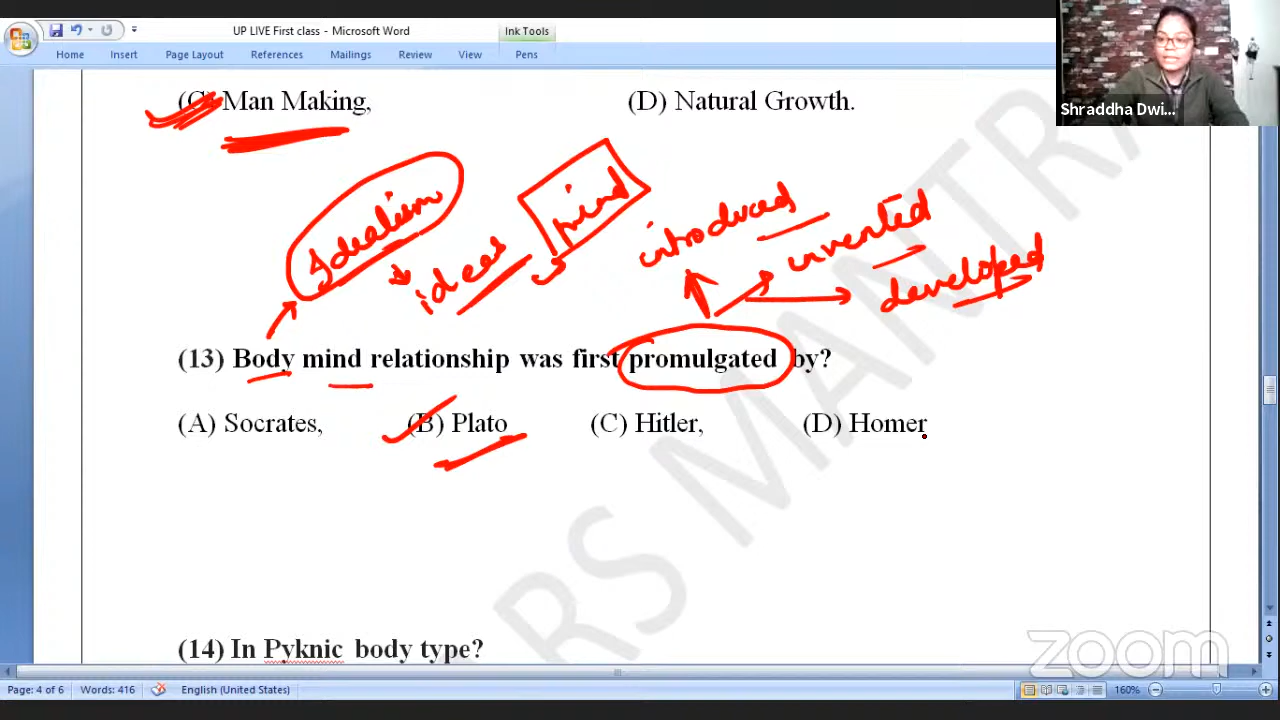 UP LIVE First class - Microsoft Word
Ink Tools
Home Insert Page Layout References Mailings Review View Pens
Shraddha Dwi...
(C) Man Making, (D) Natural Growth.
Idealism
ideas
mind
introduced
invented
developed
(13) Body mind relationship was first promulgated by?
(A) Socrates, (B) Plato (C) Hitler, (D) Homer
RS MANTRA
(14) In Pyknic body type?
zoom
Page: 4 of 6 Words: 416 English (United States) 160%